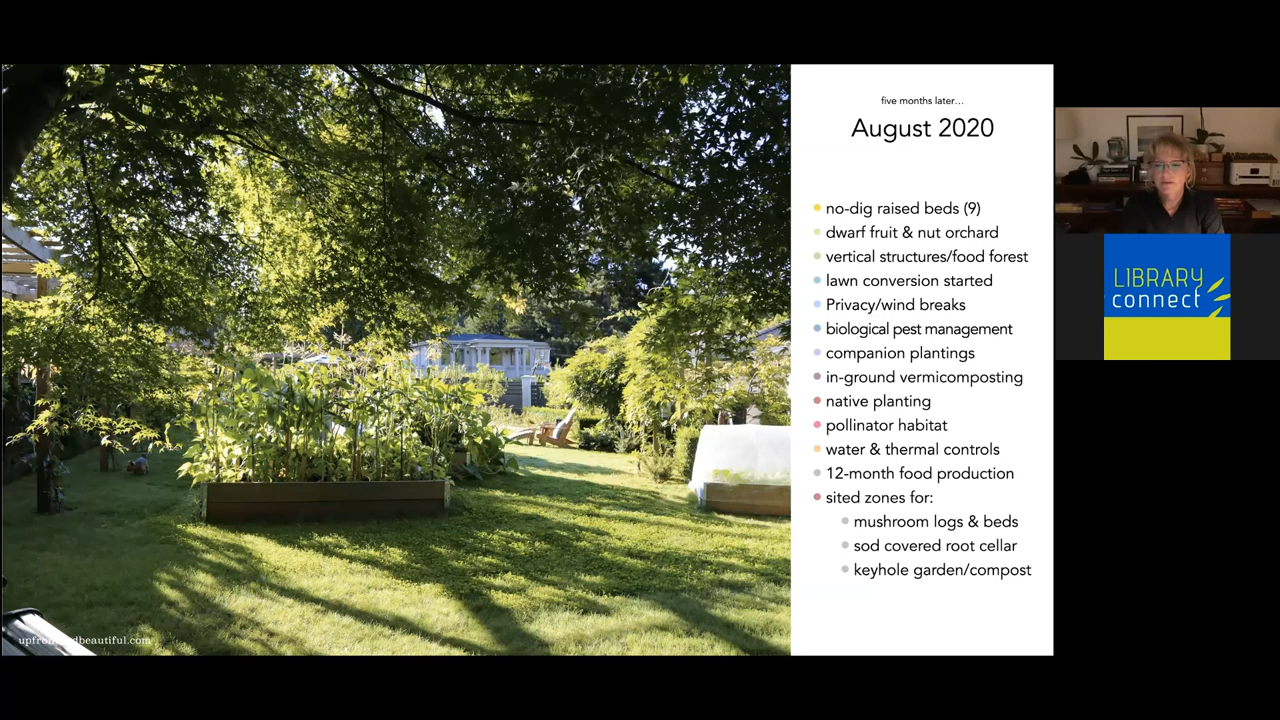 five months later...
August 2020
no-dig raised beds (9)
dwarf fruit & nut orchard
vertical structures/food forest
lawn conversion started
Privacy/wind breaks
biological pest management
companion plantings
in-ground vermicomposting
native planting
pollinator habitat
water & thermal controls
12-month food production
sited zones for:
mushroom logs & beds
sod covered root cellar
keyhole garden/compost
LIBRARY
connect